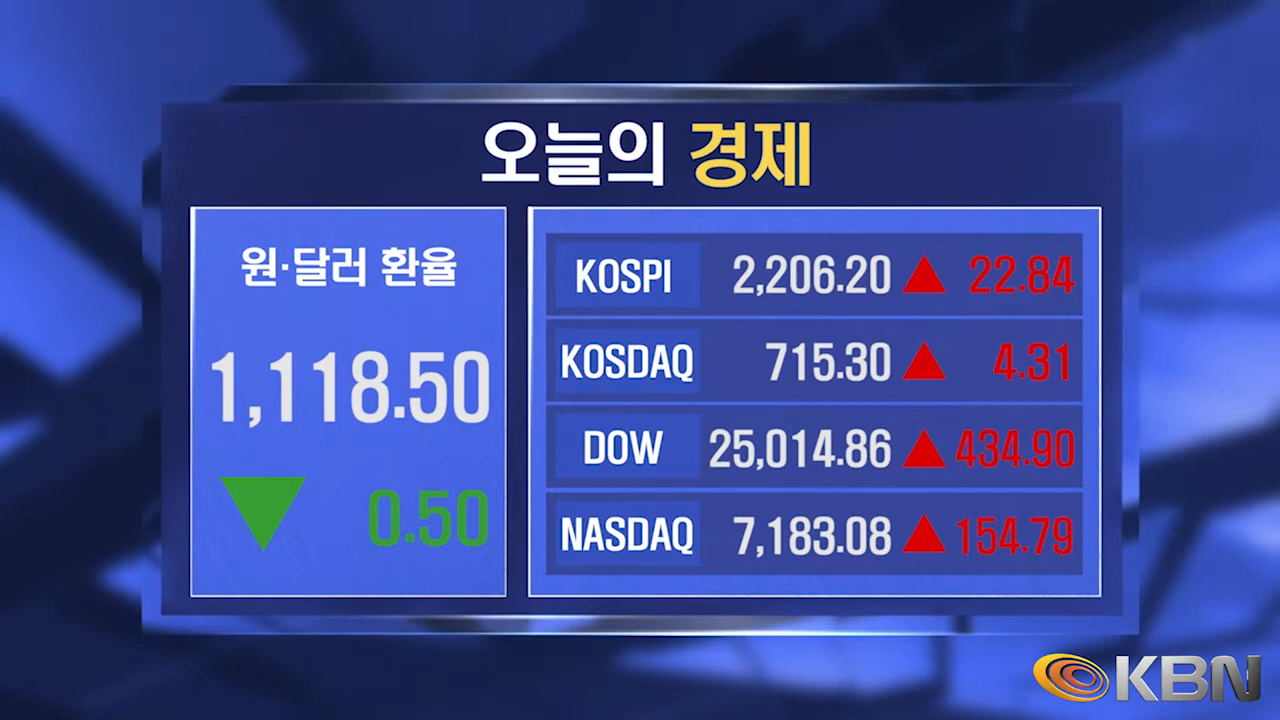 오늘의 경제
원·달러 환율
1,118.50
▼ 0.50
KOSPI 2,206.20 ▲ 22.84
KOSDAQ 715.30 ▲ 4.31
DOW 25,014.86 ▲ 434.90
NASDAQ 7,183.08 ▲ 154.79
KBN